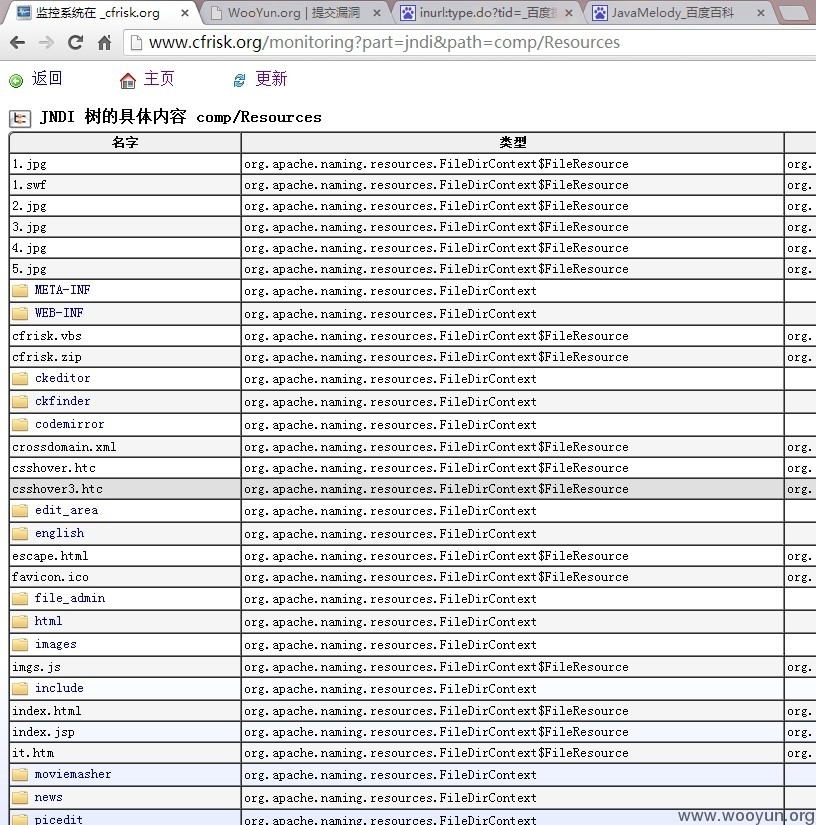 监控系统在 _cfrisk.org × WooYun.org | 提交漏洞 × inurl:type.do?tid=_百度搜 × JavaMelody_百度百科 ×
www.cfrisk.org/monitoring?part=jndi&path=comp/Resources
返回 主页 更新
JNDI 树的具体内容 comp/Resources
名字 类型
1.jpg org.apache.naming.resources.FileDirContext$FileResource org.
1.swf org.apache.naming.resources.FileDirContext$FileResource org.
2.jpg org.apache.naming.resources.FileDirContext$FileResource org.
3.jpg org.apache.naming.resources.FileDirContext$FileResource org.
4.jpg org.apache.naming.resources.FileDirContext$FileResource org.
5.jpg org.apache.naming.resources.FileDirContext$FileResource org.
META-INF org.apache.naming.resources.FileDirContext
WEB-INF org.apache.naming.resources.FileDirContext
cfrisk.vbs org.apache.naming.resources.FileDirContext$FileResource org.
cfrisk.zip org.apache.naming.resources.FileDirContext$FileResource org.
ckeditor org.apache.naming.resources.FileDirContext
ckfinder org.apache.naming.resources.FileDirContext
codemirror org.apache.naming.resources.FileDirContext
crossdomain.xml org.apache.naming.resources.FileDirContext$FileResource org.
csshover.htc org.apache.naming.resources.FileDirContext$FileResource org.
csshover3.htc org.apache.naming.resources.FileDirContext$FileResource org.
edit_area org.apache.naming.resources.FileDirContext
english org.apache.naming.resources.FileDirContext
escape.html org.apache.naming.resources.FileDirContext$FileResource org.
favicon.ico org.apache.naming.resources.FileDirContext$FileResource org.
file_admin org.apache.naming.resources.FileDirContext
html org.apache.naming.resources.FileDirContext
images org.apache.naming.resources.FileDirContext
imgs.js org.apache.naming.resources.FileDirContext$FileResource org.
include org.apache.naming.resources.FileDirContext
index.html org.apache.naming.resources.FileDirContext$FileResource org.
index.jsp org.apache.naming.resources.FileDirContext$FileResource org.
it.htm org.apache.naming.resources.FileDirContext$FileResource org.
moviemasher org.apache.naming.resources.FileDirContext
news org.apache.naming.resources.FileDirContext
picedit org.apache.naming.resources.FileDirContext
www.wooyun.org